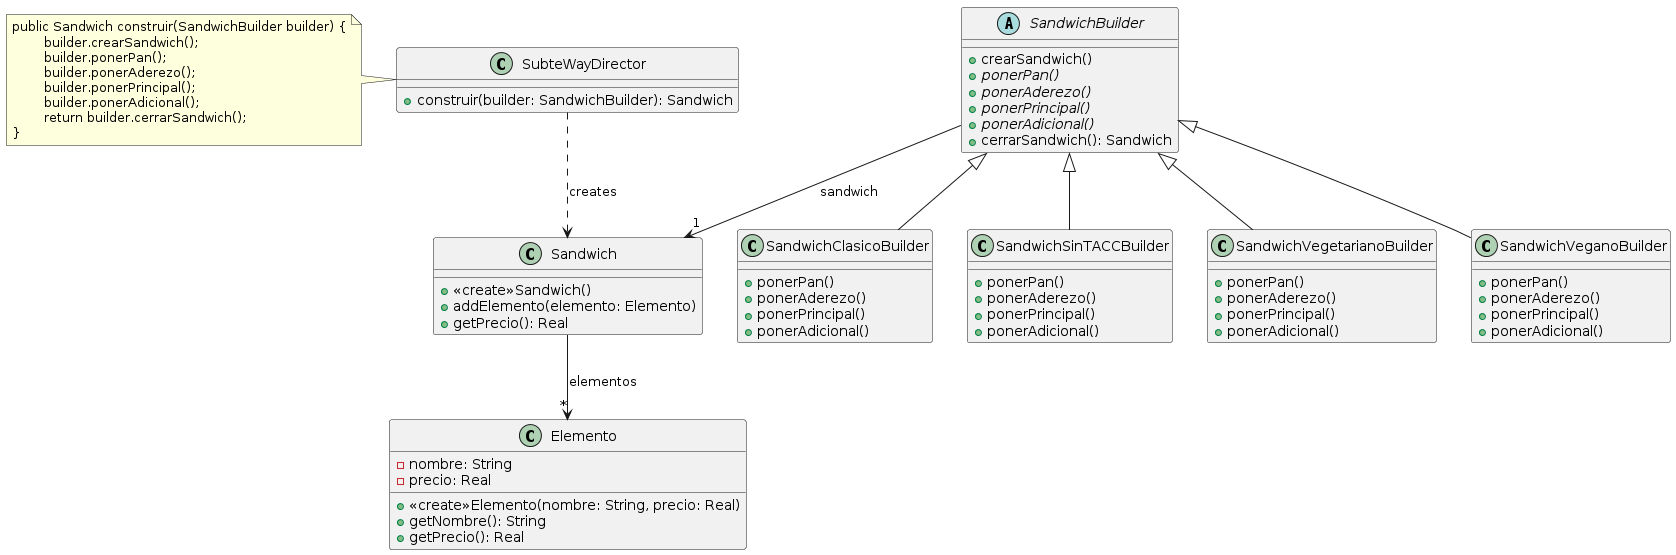 public Sandwich construir(SandwichBuilder builder) {
builder.crearSandwich();
builder.ponerPan();
builder.ponerAderezo();
builder.ponerPrincipal();
builder.ponerAdicional();
return builder.cerrarSandwich();
}
C SubteWayDirector
construir(builder: SandwichBuilder): Sandwich
A SandwichBuilder
crearSandwich()
ponerPan()
ponerAderezo()
ponerPrincipal()
ponerAdicional()
cerrarSandwich(): Sandwich
creates
sandwich
1
C Sandwich
«create»Sandwich()
addElemento(elemento: Elemento)
getPrecio(): Real
C SandwichClasicoBuilder
ponerPan()
ponerAderezo()
ponerPrincipal()
ponerAdicional()
C SandwichSinTACCBuilder
ponerPan()
ponerAderezo()
ponerPrincipal()
ponerAdicional()
C SandwichVegetarianoBuilder
ponerPan()
ponerAderezo()
ponerPrincipal()
ponerAdicional()
C SandwichVeganoBuilder
ponerPan()
ponerAderezo()
ponerPrincipal()
ponerAdicional()
elementos
*
C Elemento
nombre: String
precio: Real
«create»Elemento(nombre: String, precio: Real)
getNombre(): String
getPrecio(): Real